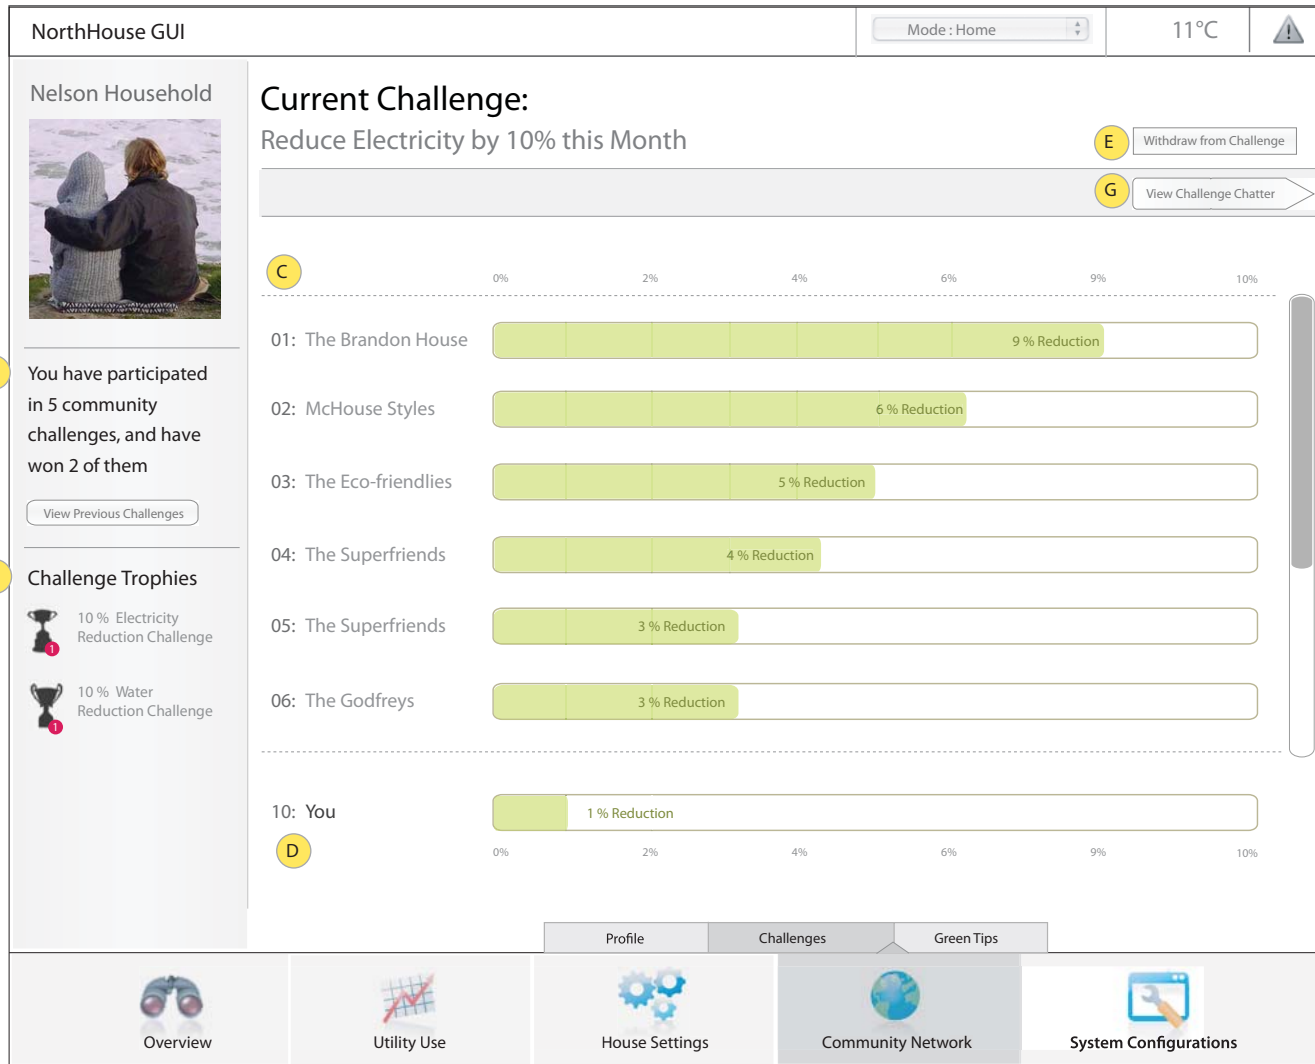 NorthHouse GUI
Mode : Home
11°C
Nelson Household
Current Challenge:
Reduce Electricity by 10% this Month
E
Withdraw from Challenge
G
View Challenge Chatter
You have participated
in 5 community
challenges, and have
won 2 of them
View Previous Challenges
Challenge Trophies
10 % Electricity
Reduction Challenge
1
10 % Water
Reduction Challenge
1
C
0% 2% 4% 6% 9% 10%
01: The Brandon House 9 % Reduction
02: McHouse Styles 6 % Reduction
03: The Eco-friendlies 5 % Reduction
04: The Superfriends 4 % Reduction
05: The Superfriends 3 % Reduction
06: The Godfreys 3 % Reduction
10: You 1 % Reduction
D
0% 2% 4% 6% 9% 10%
Profile Challenges Green Tips
Overview Utility Use House Settings Community Network System Configurations